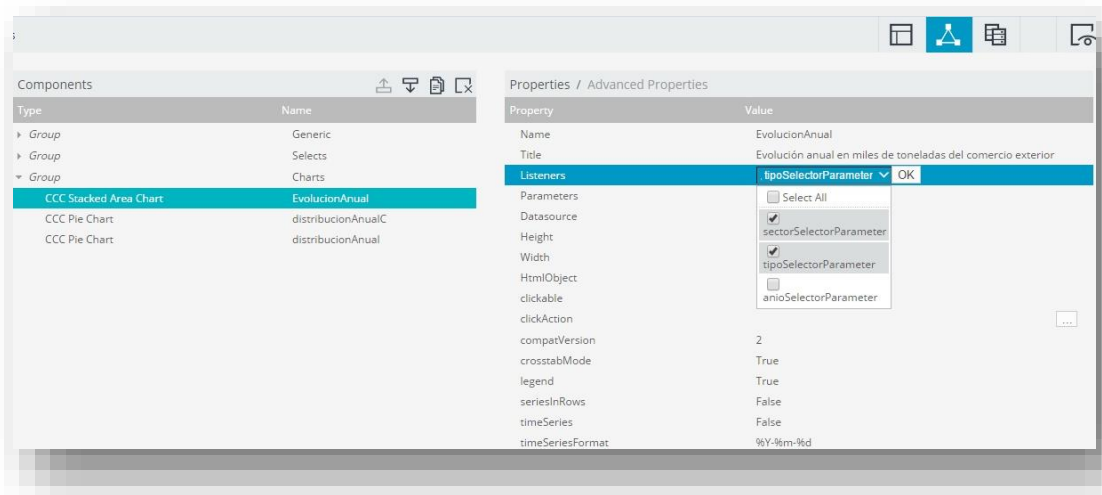 s
Components
Type Name
Group Generic
Group Selects
Group Charts
CCC Stacked Area Chart EvolucionAnual
CCC Pie Chart distribucionAnualC
CCC Pie Chart distribucionAnual
Properties / Advanced Properties
Property Value
Name EvolucionAnual
Title Evolución anual en miles de toneladas del comercio exterior
Listeners , tipoSelectorParameter OK
Parameters Select All
Datasource
sectorSelectorParameter
Height
Width
tipoSelectorParameter
HtmlObject
clickable
anioSelectorParameter
clickAction ...
compatVersion 2
crosstabMode True
legend True
seriesInRows False
timeSeries False
timeSeriesFormat %Y-%m-%d